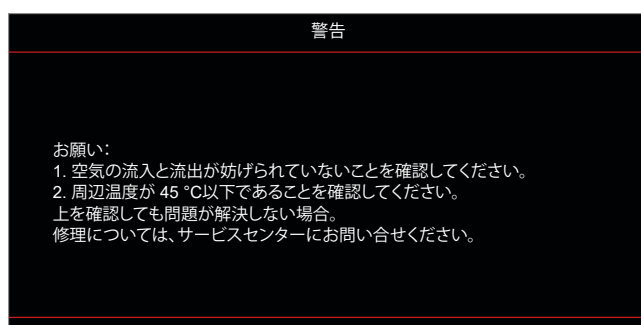 警告
お願い:
1. 空気の流入と流出が妨げられていないことを確認してください。
2. 周辺温度が 45 °C以下であることを確認してください。
上を確認しても問題が解決しない場合。
修理については、サービスセンターにお問い合せください。